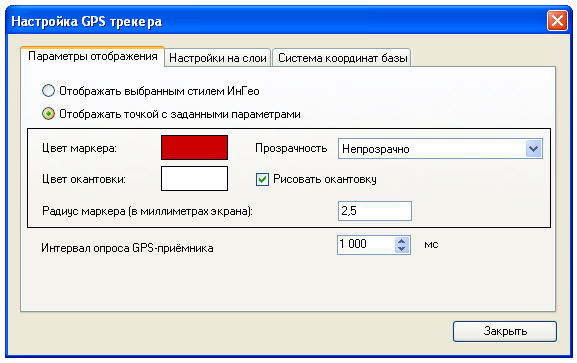 Настройка GPS трекера
Параметры отображения Настройки на слои Система координат базы
Отображать выбранным стилем ИнГео
Отображать точкой с заданными параметрами
Цвет маркера: Прозрачность Непрозрачно
Цвет окантовки: Рисовать окантовку
Радиус маркера (в миллиметрах экрана): 2,5
Интервал опроса GPS-приёмника 1 000 мс
Закрыть